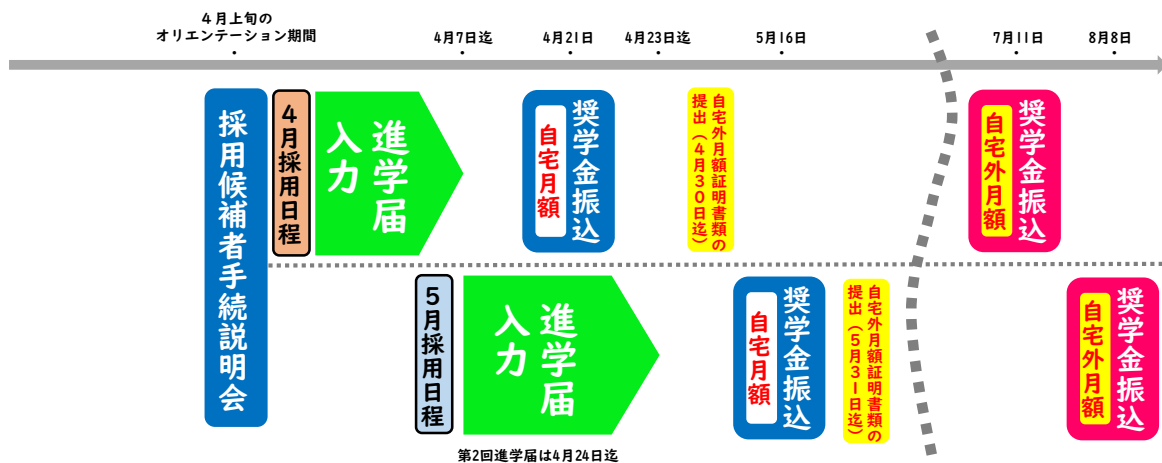 ４月上旬の
オリエンテーション期間
4月7日迄
4月21日
4月23日迄
5月16日
7月11日
8月8日
採用候補者手続説明会
４月採用日程
進学届
入力
奨学金振込
自宅月額
自宅外月額証明書類の
提出（４月３０日迄）
奨学金振込
自宅外月額
５月採用日程
進学届
入力
奨学金振込
自宅月額
自宅外月額証明書類の
提出（５月３１日迄）
奨学金振込
自宅外月額
第2回進学届は4月24日迄